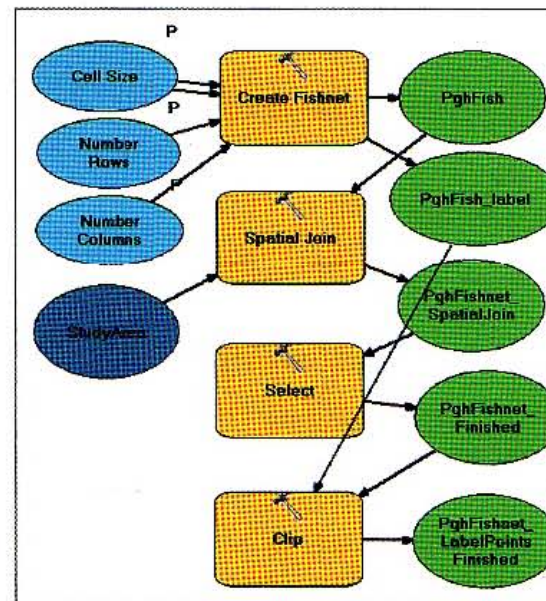 P
Cell Size
Create Fishnet
PghFish
P
Number
Rows
P
Number
Columns
PghFish_label
Spatial Join
StudyArea
PghFishnet_
SpatialJoin
Select
PghFishnet_
Finished
Clip
PghFishnet_
LabelPoints
Finished